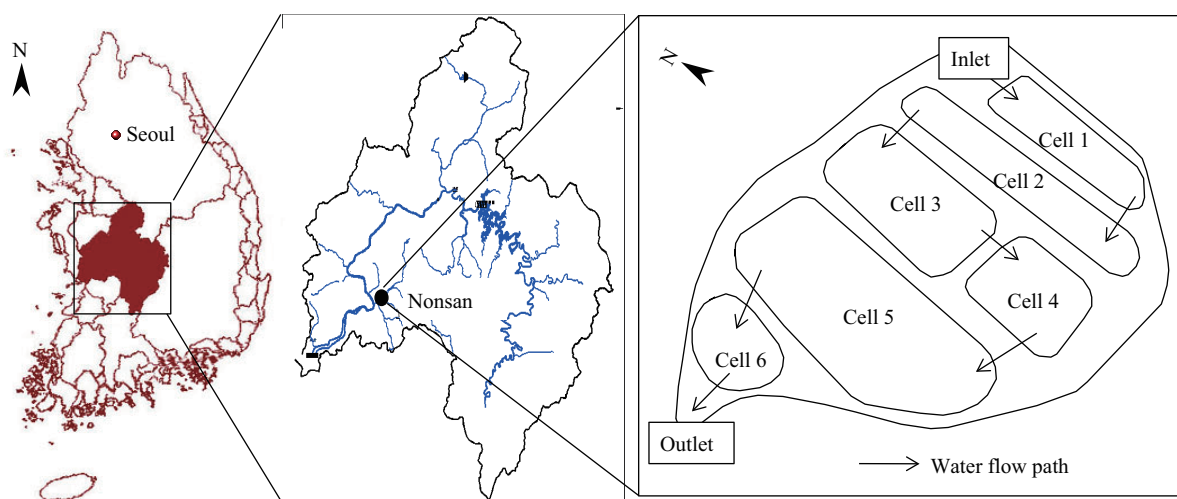 N
Seoul
Nonsan
N
Inlet
Cell 1
Cell 2
Cell 3
Cell 4
Cell 5
Cell 6
Outlet
Water flow path